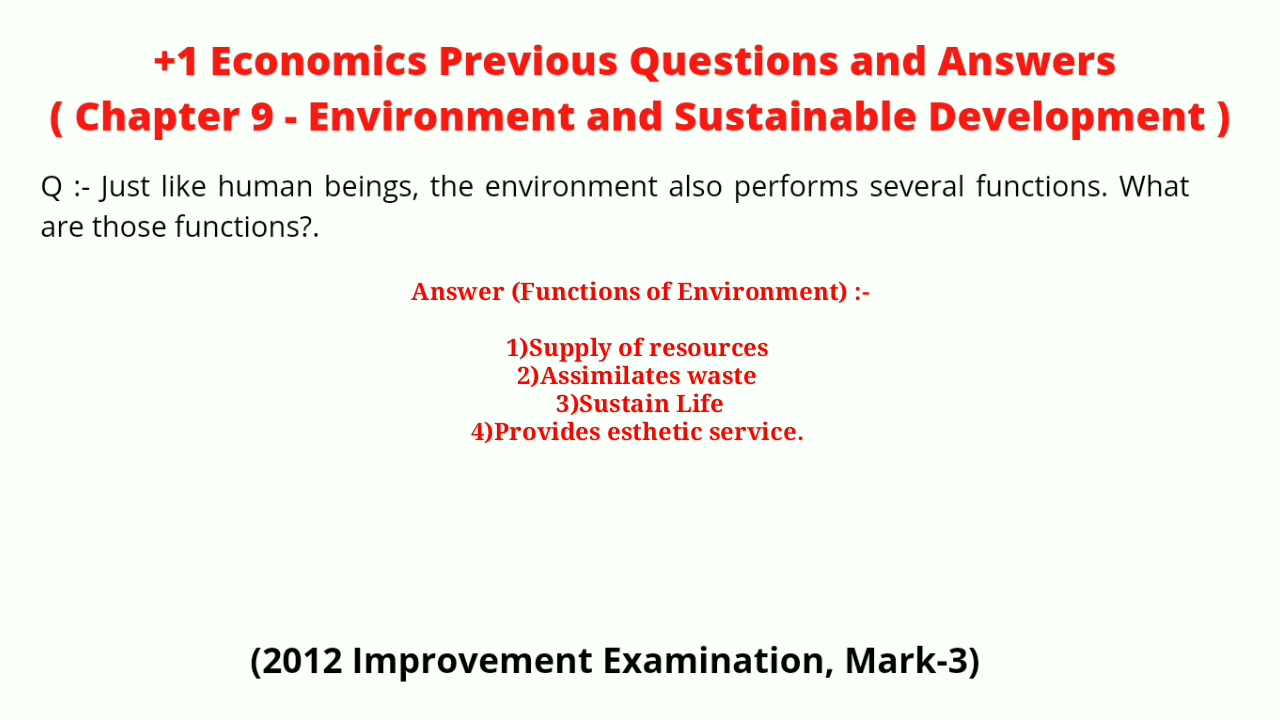 +1 Economics Previous Questions and Answers
( Chapter 9 - Environment and Sustainable Development )
Q :- Just like human beings, the environment also performs several functions. What
are those functions?.
Answer (Functions of Environment) :-
1)Supply of resources
2)Assimilates waste
3)Sustain Life
4)Provides esthetic service.
(2012 Improvement Examination, Mark-3)